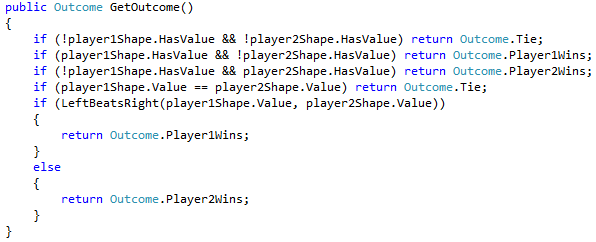 public Outcome GetOutcome()
{
    if (!player1Shape.HasValue && !player2Shape.HasValue) return Outcome.Tie;
    if (player1Shape.HasValue && !player2Shape.HasValue) return Outcome.Player1Wins;
    if (!player1Shape.HasValue && player2Shape.HasValue) return Outcome.Player2Wins;
    if (player1Shape.Value == player2Shape.Value) return Outcome.Tie;
    if (LeftBeatsRight(player1Shape.Value, player2Shape.Value))
    {
        return Outcome.Player1Wins;
    }
    else
    {
        return Outcome.Player2Wins;
    }
}